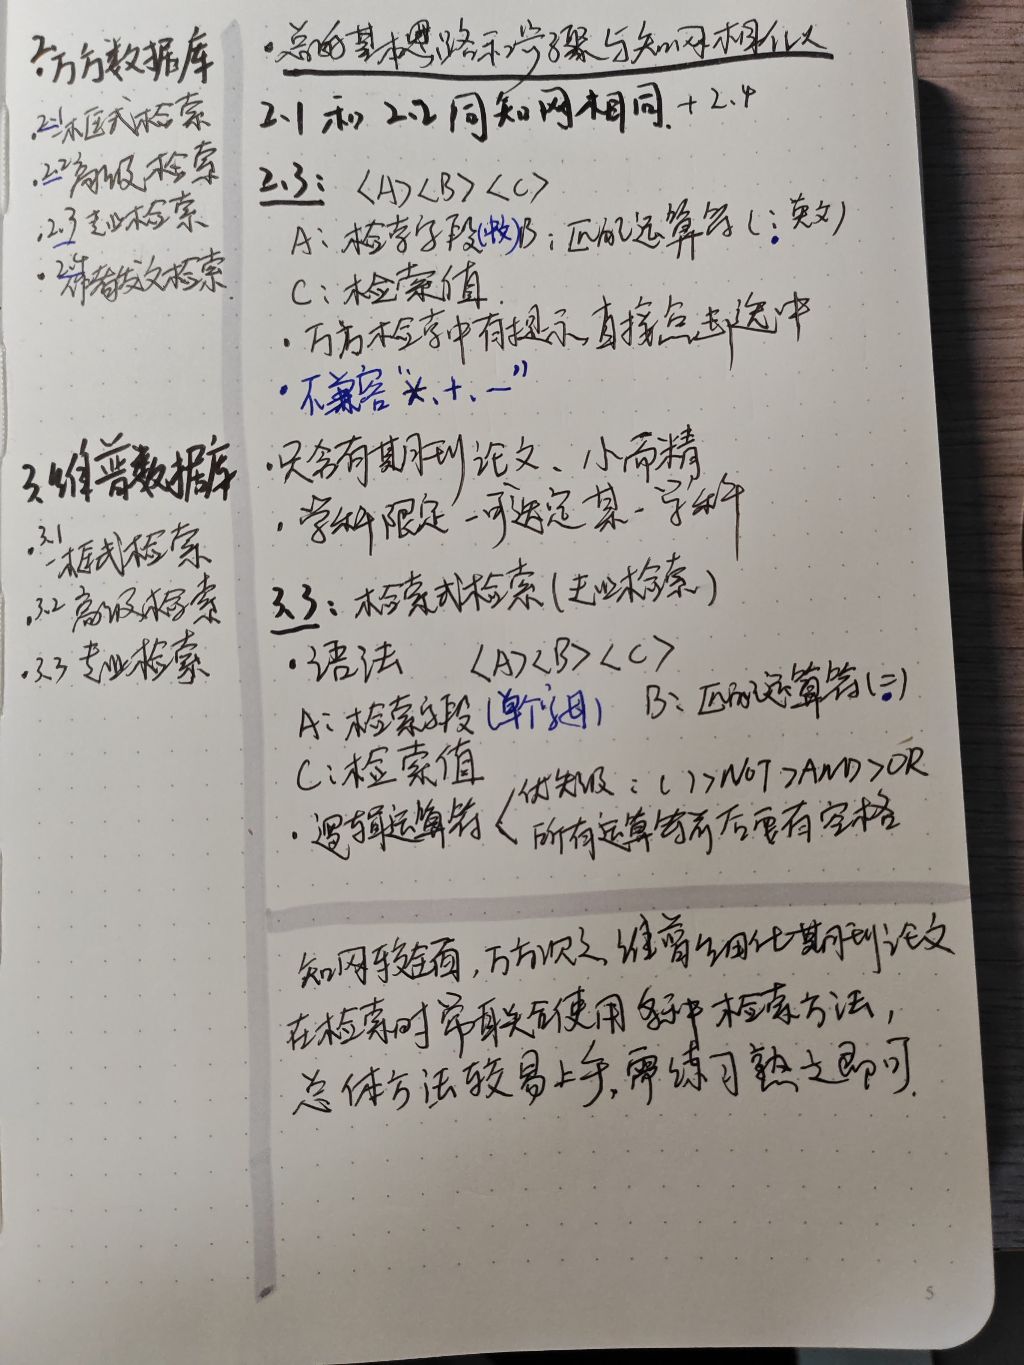 2.万方数据库
2.1一框式检索
2.2高级检索
2.3专业检索
2.4作者发文检索
·总的基本思路和步骤与知网相似
2.1和2.2同知网相同.+2.4
2.3: <A><B><C>
A:检索字段(中文)B:匹配运算符(:英文)
C:检索值.
·万方检索中有提示,直接点击选中
·不兼容“*、+、-”
3.维普数据库
·3.1一框式检索
·3.2高级检索
·3.3专业检索
·只含有期刊论文、小而精
·学科限定-可选定某一学科
3.3:检索式检索(专业检索)
·语法 <A><B><C>
A:检索字段(单个字母) B:匹配运算符(=)
C:检索值
·逻辑运算符<优先级:( )>NOT>AND>OR
所有运算符前后要有空格
知网较全面,万方次之,维普细化期刊论文
在检索时常联合使用多种检索方法,
总体方法较易上手,需练习熟之即可.
5